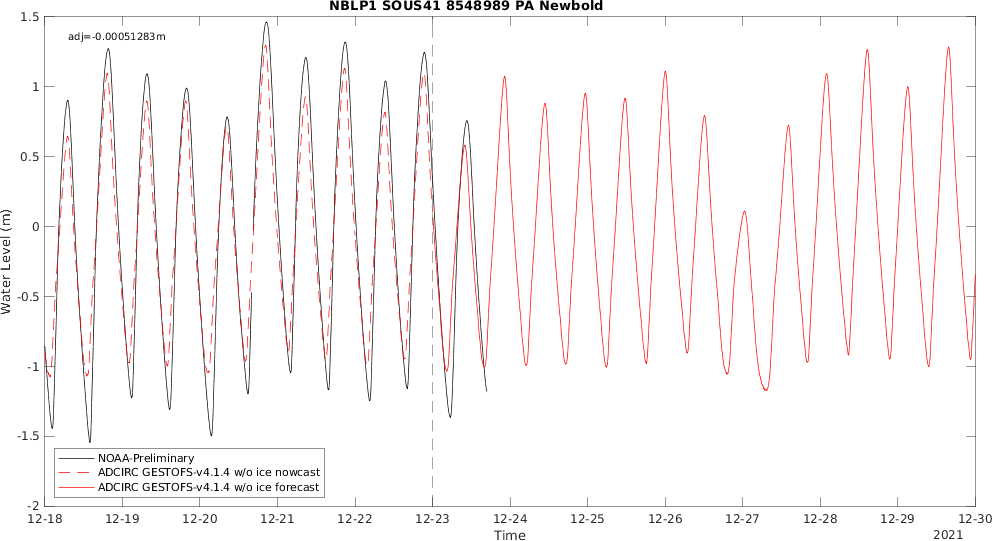 NBLP1 SOUS41 8548989 PA Newbold
adj=-0.00051283m
1.5
1
0.5
0
-0.5
-1
-1.5
-2
Water Level (m)
NOAA-Preliminary
ADCIRC GESTOFS-v4.1.4 w/o ice nowcast
ADCIRC GESTOFS-v4.1.4 w/o ice forecast
12-18 12-19 12-20 12-21 12-22 12-23 12-24 12-25 12-26 12-27 12-28 12-29 12-30
Time
2021